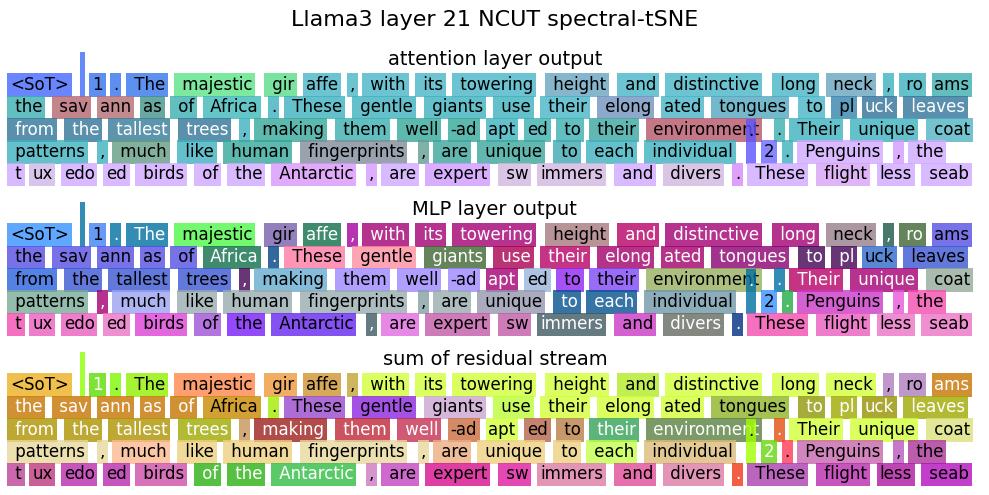 Llama3 layer 21 NCUT spectral-tSNE
attention layer output
<SoT> 1 . The majestic gir affe , with its towering height and distinctive long neck , ro ams
the sav ann as of Africa . These gentle giants use their elong ated tongues to pl uck leaves
from the tallest trees , making them well -ad apt ed to their environment . Their unique coat
patterns , much like human fingerprints , are unique to each individual . 2 . Penguins , the
t ux edo ed birds of the Antarctic , are expert sw immers and divers . These flight less seab
MLP layer output
<SoT> 1 . The majestic gir affe , with its towering height and distinctive long neck , ro ams
the sav ann as of Africa . These gentle giants use their elong ated tongues to pl uck leaves
from the tallest trees , making them well -ad apt ed to their environment . Their unique coat
patterns , much like human fingerprints , are unique to each individual 2 . Penguins , the
t ux edo ed birds of the Antarctic , are expert sw immers and divers . These flight less seab
sum of residual stream
<SoT> 1 . The majestic gir affe , with its towering height and distinctive long neck , ro ams
the sav ann as of Africa . These gentle giants use their elong ated tongues to pl uck leaves
from the tallest trees , making them well -ad apt ed to their environment . Their unique coat
patterns , much like human fingerprints , are unique to each individual 2 . Penguins , the
t ux edo ed birds of the Antarctic , are expert sw immers and divers . These flight less seab